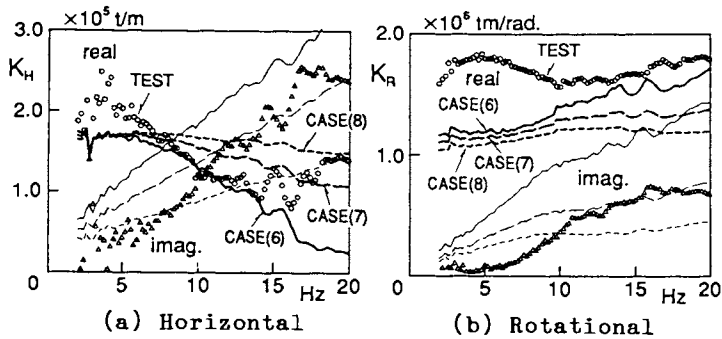 ×10⁵ t/m
3.0
K_H
2.0
1.0
0
real
TEST
CASE(8)
CASE(7)
CASE(6)
imag.
5
10
15
Hz
20
(a) Horizontal
×10⁶ tm/rad.
2.0
K_R
1.0
0
real
TEST
CASE(6)
CASE(7)
CASE(8)
imag.
5
10
15
Hz
20
(b) Rotational